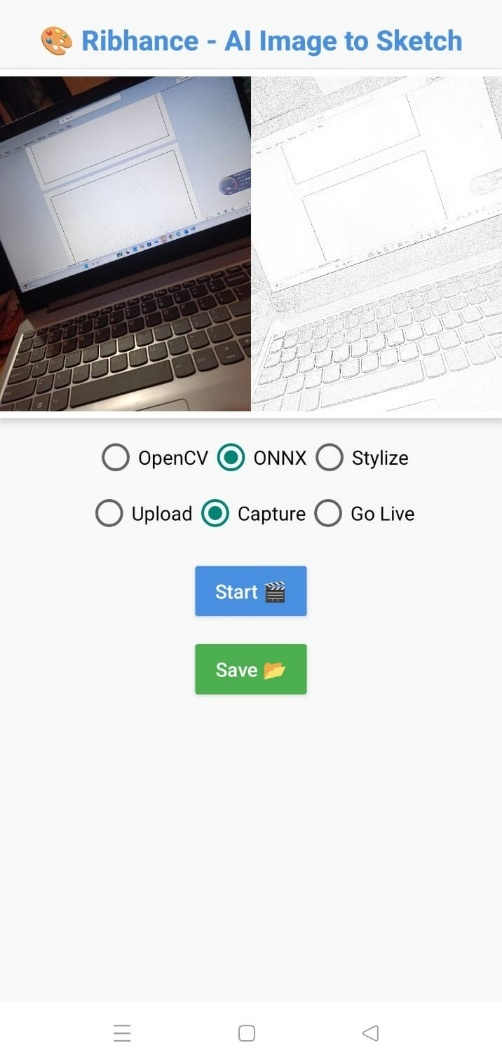 🎨 Ribhance - AI Image to Sketch
OpenCV ONNX Stylize
Upload Capture Go Live
Start 🎬
Save 📂